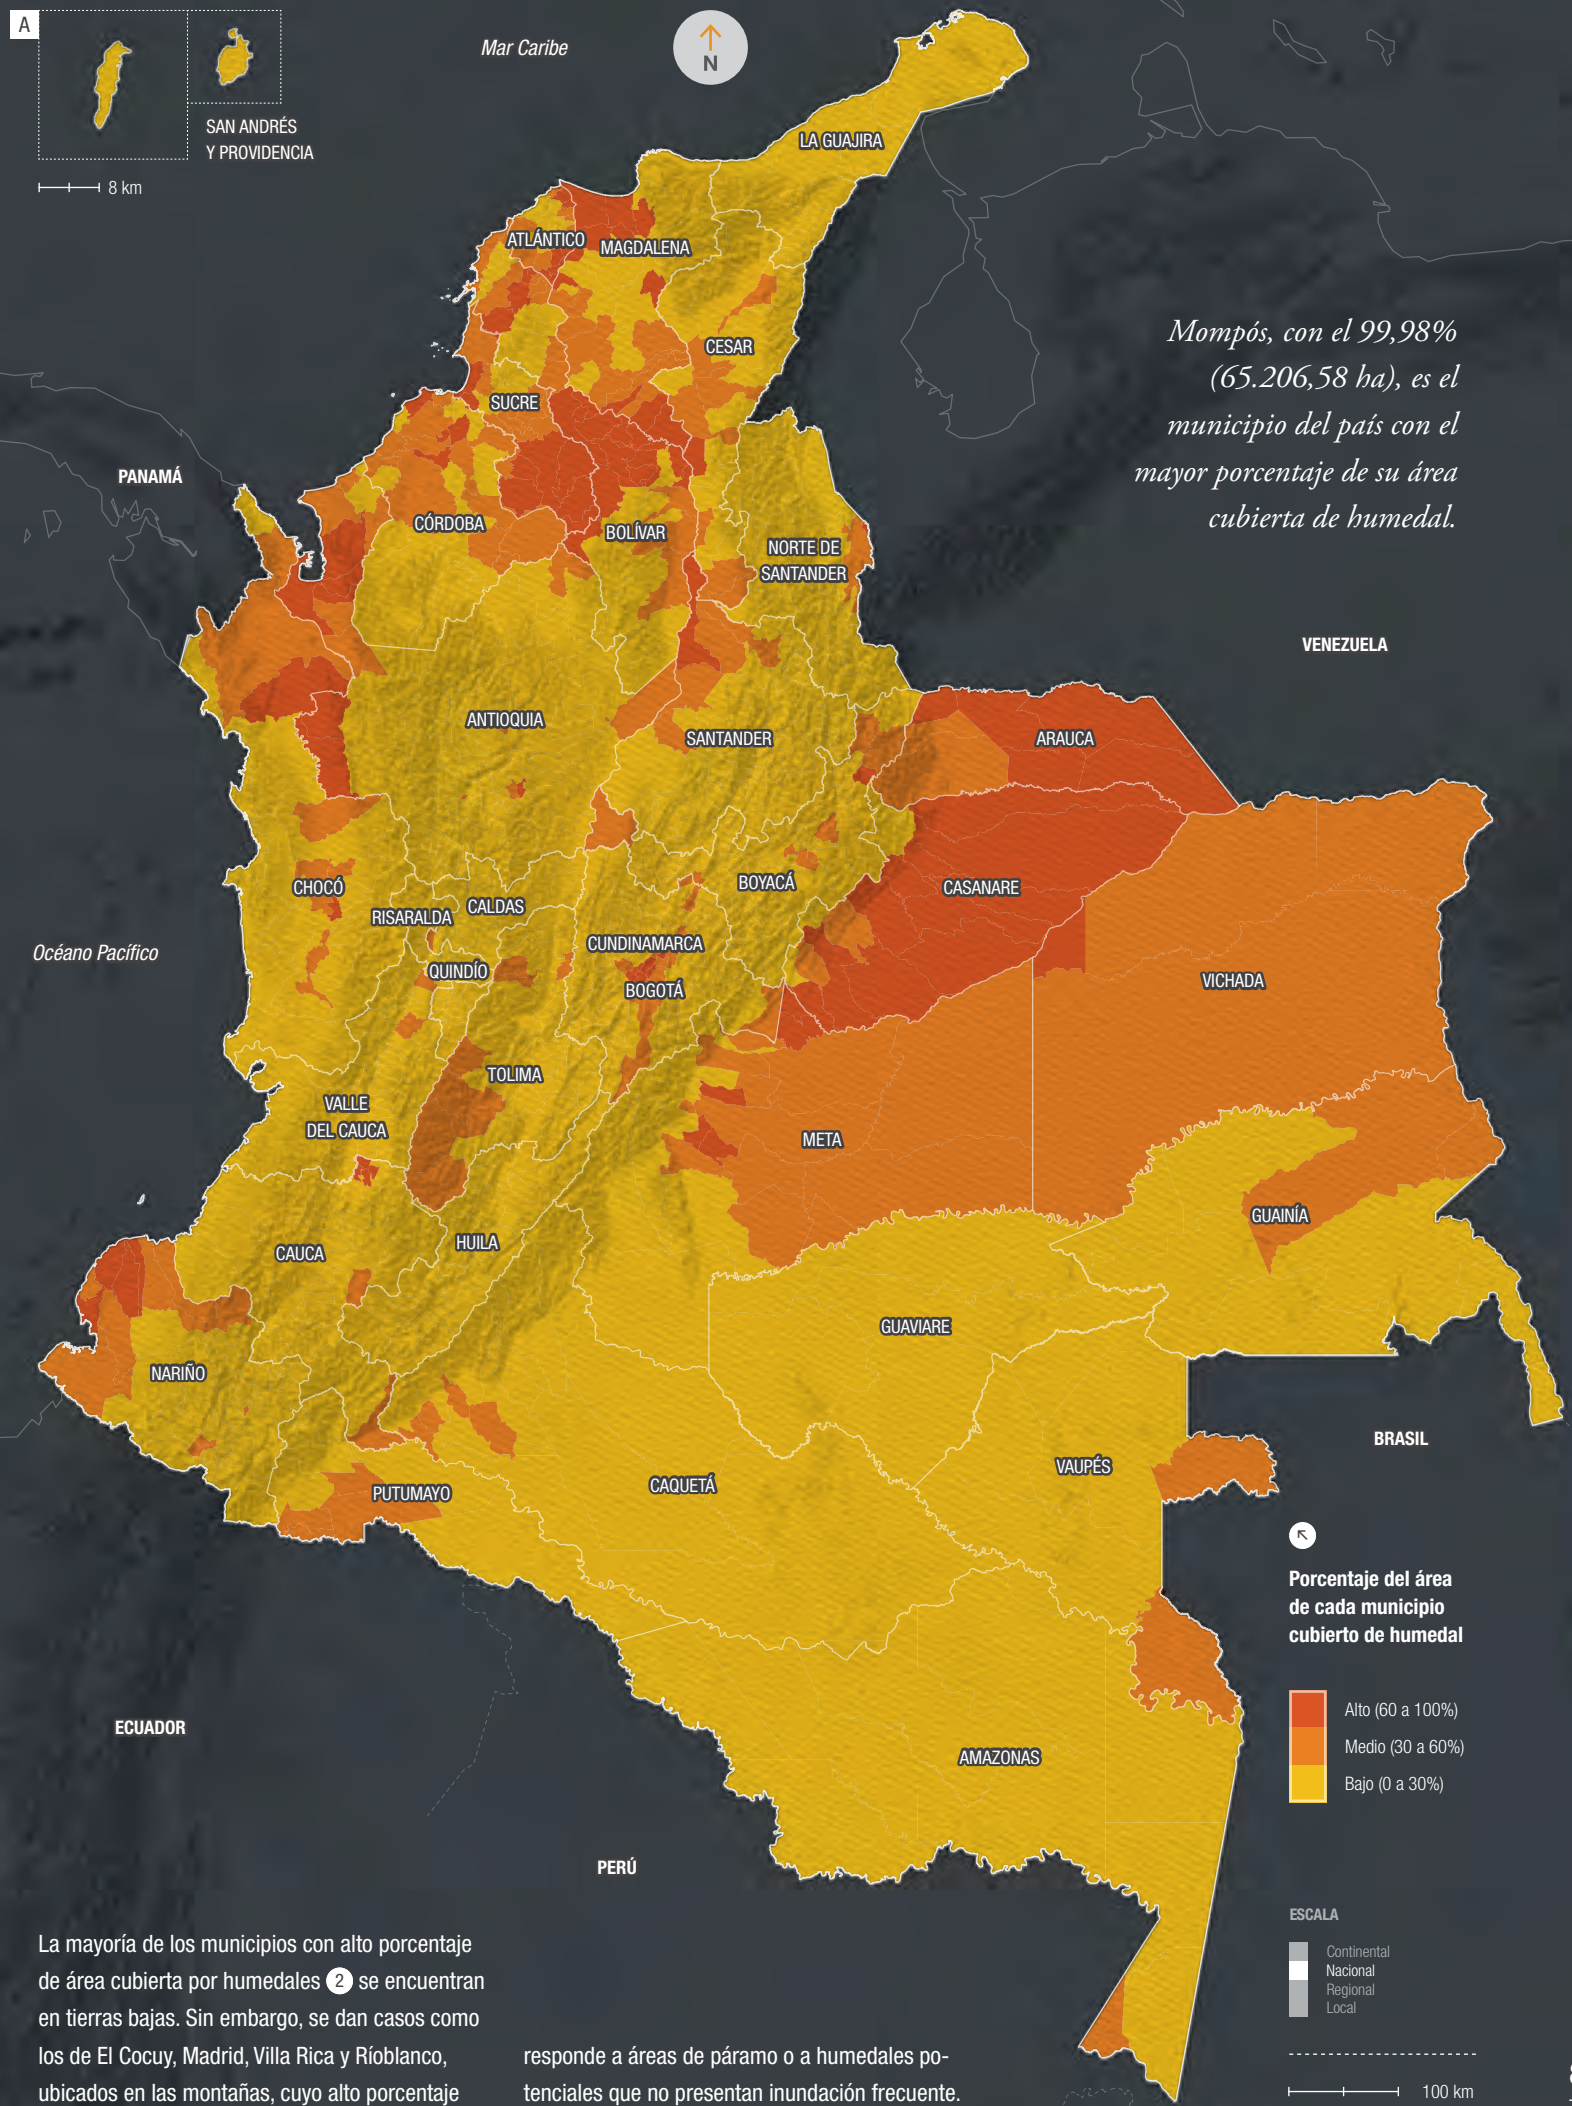 A
SAN ANDRÉS
Y PROVIDENCIA
8 km
Mar Caribe
N
LA GUAJIRA
ATLÁNTICO
MAGDALENA
CESAR
SUCRE
Mompós, con el 99,98%
(65.206,58 ha), es el
municipio del país con el
mayor porcentaje de su área
cubierta de humedal.
PANAMÁ
CÓRDOBA
BOLÍVAR
NORTE DE
SANTANDER
VENEZUELA
ANTIOQUIA
SANTANDER
ARAUCA
CHOCÓ
RISARALDA
CALDAS
BOYACÁ
CASANARE
Océano Pacífico
CUNDINAMARCA
QUINDÍO
BOGOTÁ
VICHADA
TOLIMA
VALLE
DEL CAUCA
META
GUAINÍA
CAUCA
HUILA
GUAVIARE
NARIÑO
BRASIL
PUTUMAYO
CAQUETÁ
VAUPÉS
Porcentaje del área
de cada municipio
cubierto de humedal
Alto (60 a 100%)
Medio (30 a 60%)
Bajo (0 a 30%)
ECUADOR
AMAZONAS
PERÚ
ESCALA
Continental
Nacional
Regional
Local
100 km
La mayoría de los municipios con alto porcentaje
de área cubierta por humedales 2 se encuentran
en tierras bajas. Sin embargo, se dan casos como
los de El Cocuy, Madrid, Villa Rica y Ríoblanco,
ubicados en las montañas, cuyo alto porcentaje
responde a áreas de páramo o a humedales po-
tenciales que no presentan inundación frecuente.